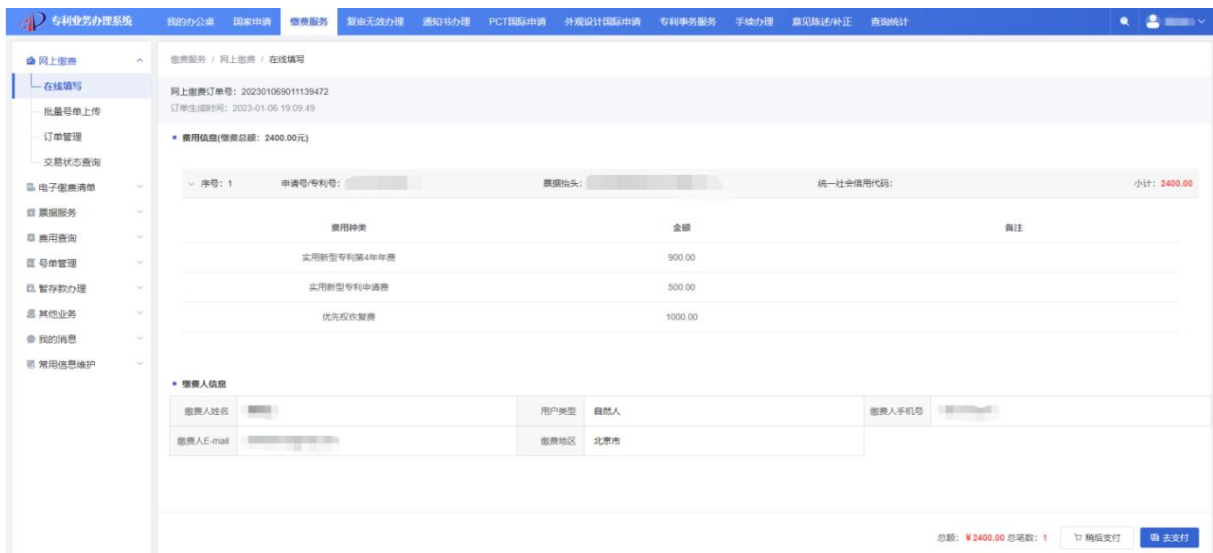 专利业务办理系统
我的办公桌 国家申请 缴费服务 复审无效办理 通知书办理 PCT国际申请 外观设计国际申请 专利事务服务 手续办理 意见陈述/补正 查询统计
网上缴费
在线填写
批量号单上传
订单管理
交易状态查询
电子缴费清单
票据服务
费用查询
号单管理
暂存款办理
其他业务
我的消息
常用信息维护
缴费服务 / 网上缴费 / 在线填写
网上缴费订单号：202301069011139472
订单生成时间：2023-01-06 19:09:49
费用信息(缴费总额：2400.00元)
序号：1 申请号/专利号： 票据抬头： 统一社会信用代码： 小计：2400.00
费用种类 金额 备注
实用新型专利第4年年费 900.00
实用新型专利申请费 500.00
优先权恢复费 1000.00
缴费人信息
缴费人姓名 用户类型 自然人 缴费人手机号
缴费人E-mail 缴费地区 北京市
总额：￥2400.00 总笔数：1 稍后支付 去支付